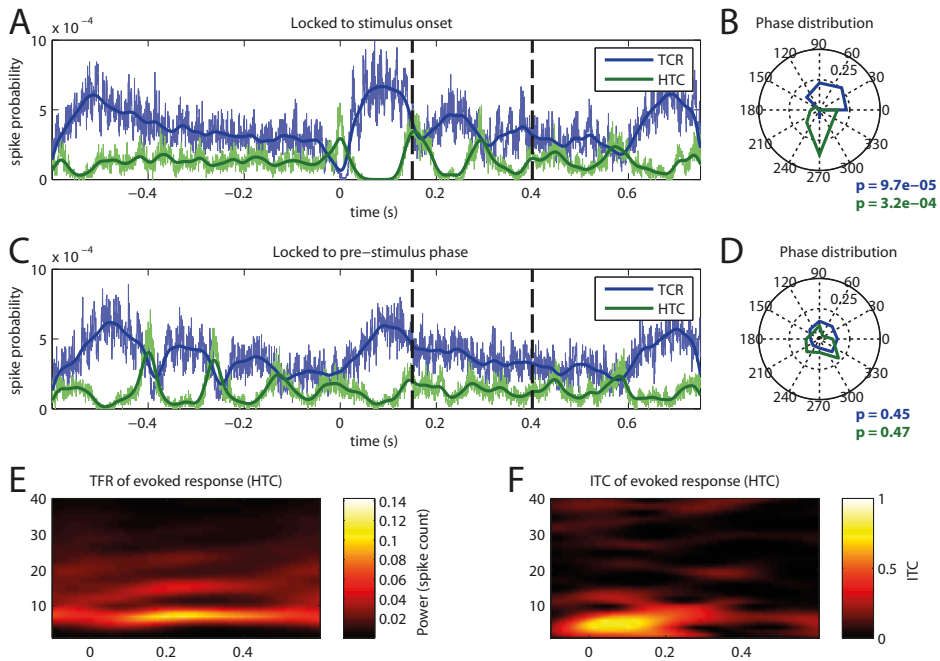 A
Locked to stimulus onset
x 10⁻⁴
10
5
0
spike probability
TCR
HTC
−0.4
−0.2
0
0.2
0.4
0.6
time (s)
B
Phase distribution
90
60
30
0
330
300
270
240
210
180
150
120
0.25
p = 9.7e−05
p = 3.2e−04
C
Locked to pre−stimulus phase
x 10⁻⁴
10
5
0
spike probability
TCR
HTC
−0.4
−0.2
0
0.2
0.4
0.6
time (s)
D
Phase distribution
90
60
30
0
330
300
270
240
210
180
150
120
0.25
p = 0.45
p = 0.47
E
TFR of evoked response (HTC)
40
30
20
10
0
0.2
0.4
0.14
0.12
0.10
0.08
0.06
0.04
0.02
Power (spike count)
F
ITC of evoked response (HTC)
40
30
20
10
0
0.2
0.4
1
0.5
0
ITC